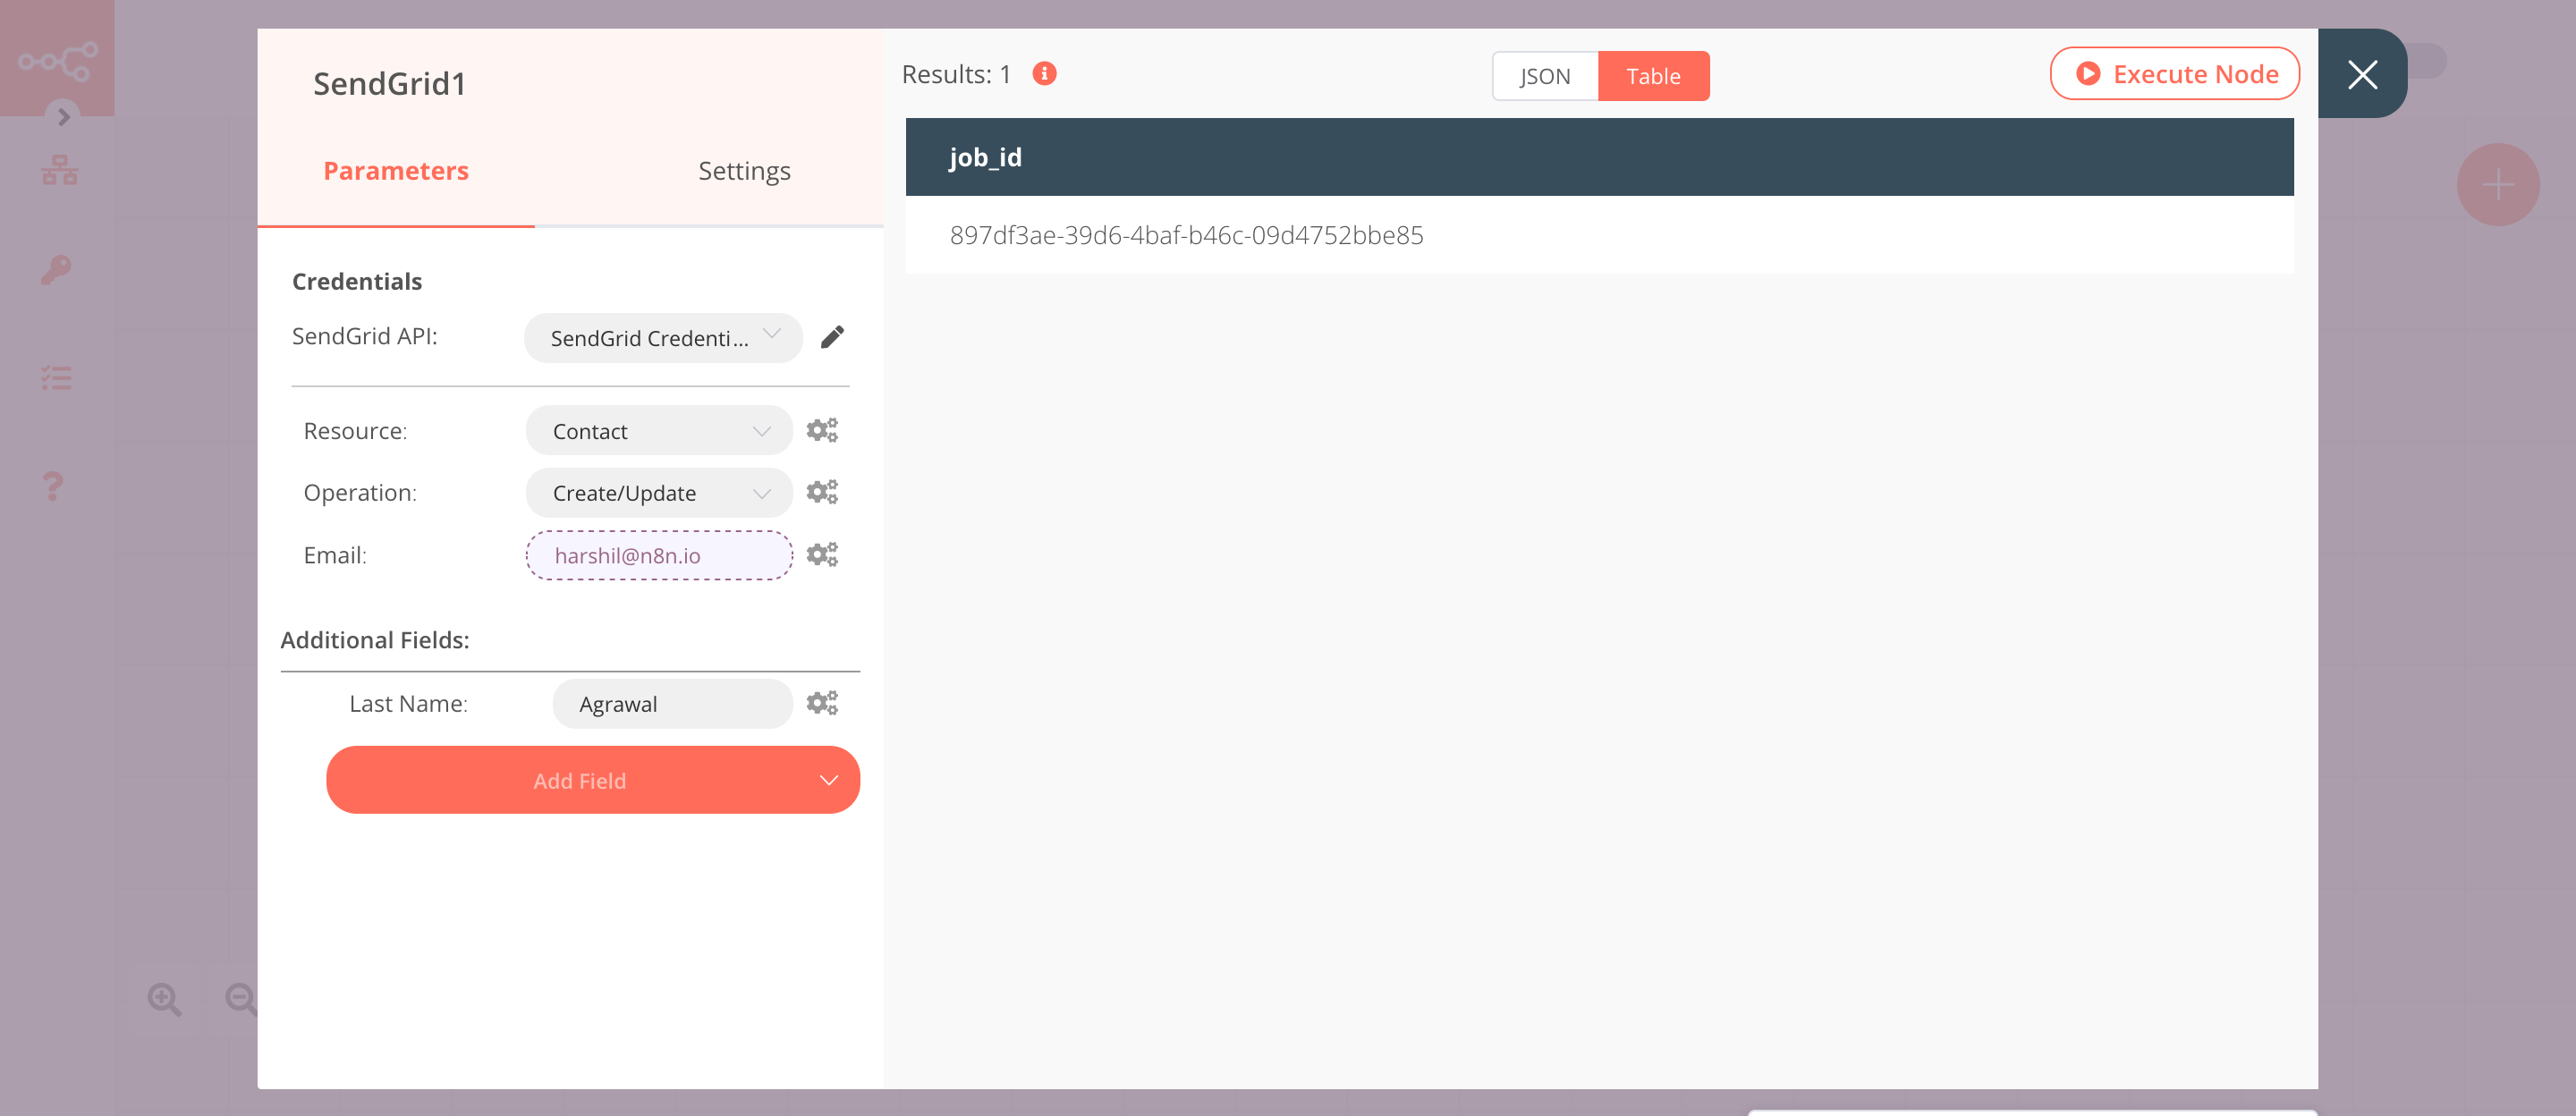 SendGrid1
Parameters
Settings
Credentials
SendGrid API:
SendGrid Credenti...
Resource:
Contact
Operation:
Create/Update
Email:
harshil@n8n.io
Additional Fields:
Last Name:
Agrawal
Add Field
Results: 1
JSON
Table
Execute Node
job_id
897df3ae-39d6-4baf-b46c-09d4752bbe85